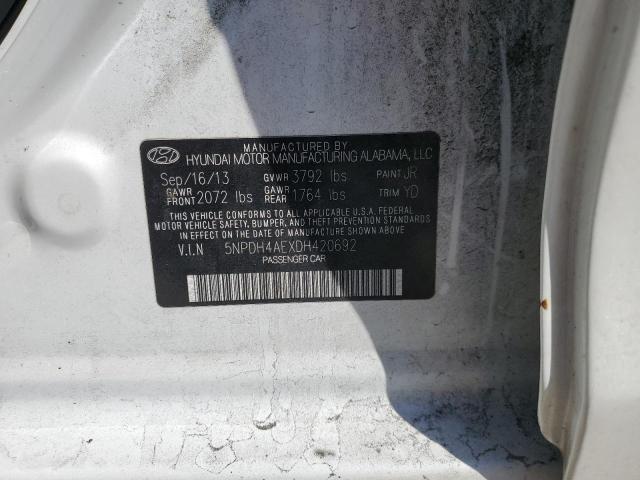 MANUFACTURED BY
HYUNDAI MOTOR MANUFACTURING ALABAMA, LLC
Sep/16/13 GVWR 3792 lbs PAINT JR
GAWR FRONT 2072 lbs GAWR REAR 1764 lbs TRIM YD
THIS VEHICLE CONFORMS TO ALL APPLICABLE U.S.A. FEDERAL
MOTOR VEHICLE SAFETY, BUMPER, AND THEFT PREVENTION STANDARDS
IN EFFECT ON THE DATE OF MANUFACTURE SHOWN ABOVE.
V.I.N 5NPDH4AEXDH420692
PASSENGER CAR